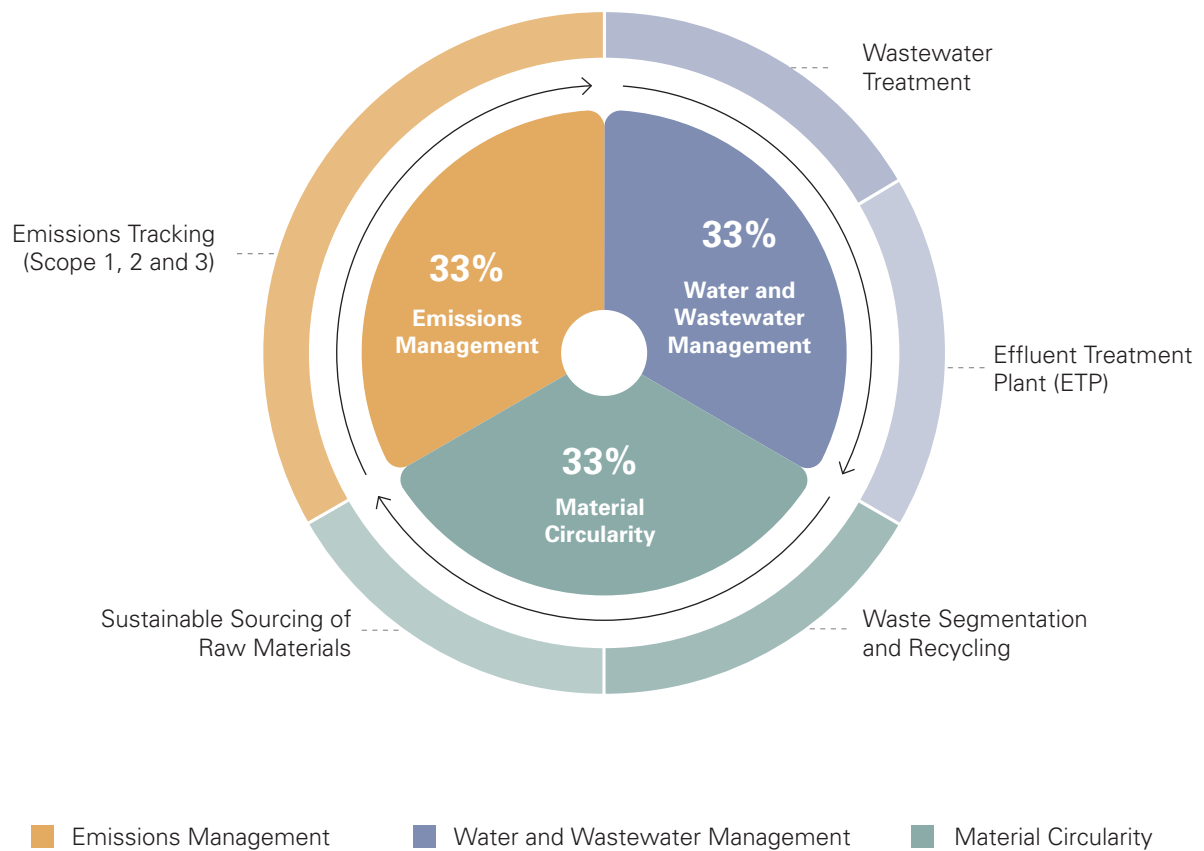 Wastewater
Treatment
Emissions Tracking
(Scope 1, 2 and 3)
33%
Emissions
Management
33%
Water and
Wastewater
Management
Effluent Treatment
Plant (ETP)
33%
Material
Circularity
Sustainable Sourcing of
Raw Materials
Waste Segmentation
and Recycling
Emissions Management
Water and Wastewater Management
Material Circularity